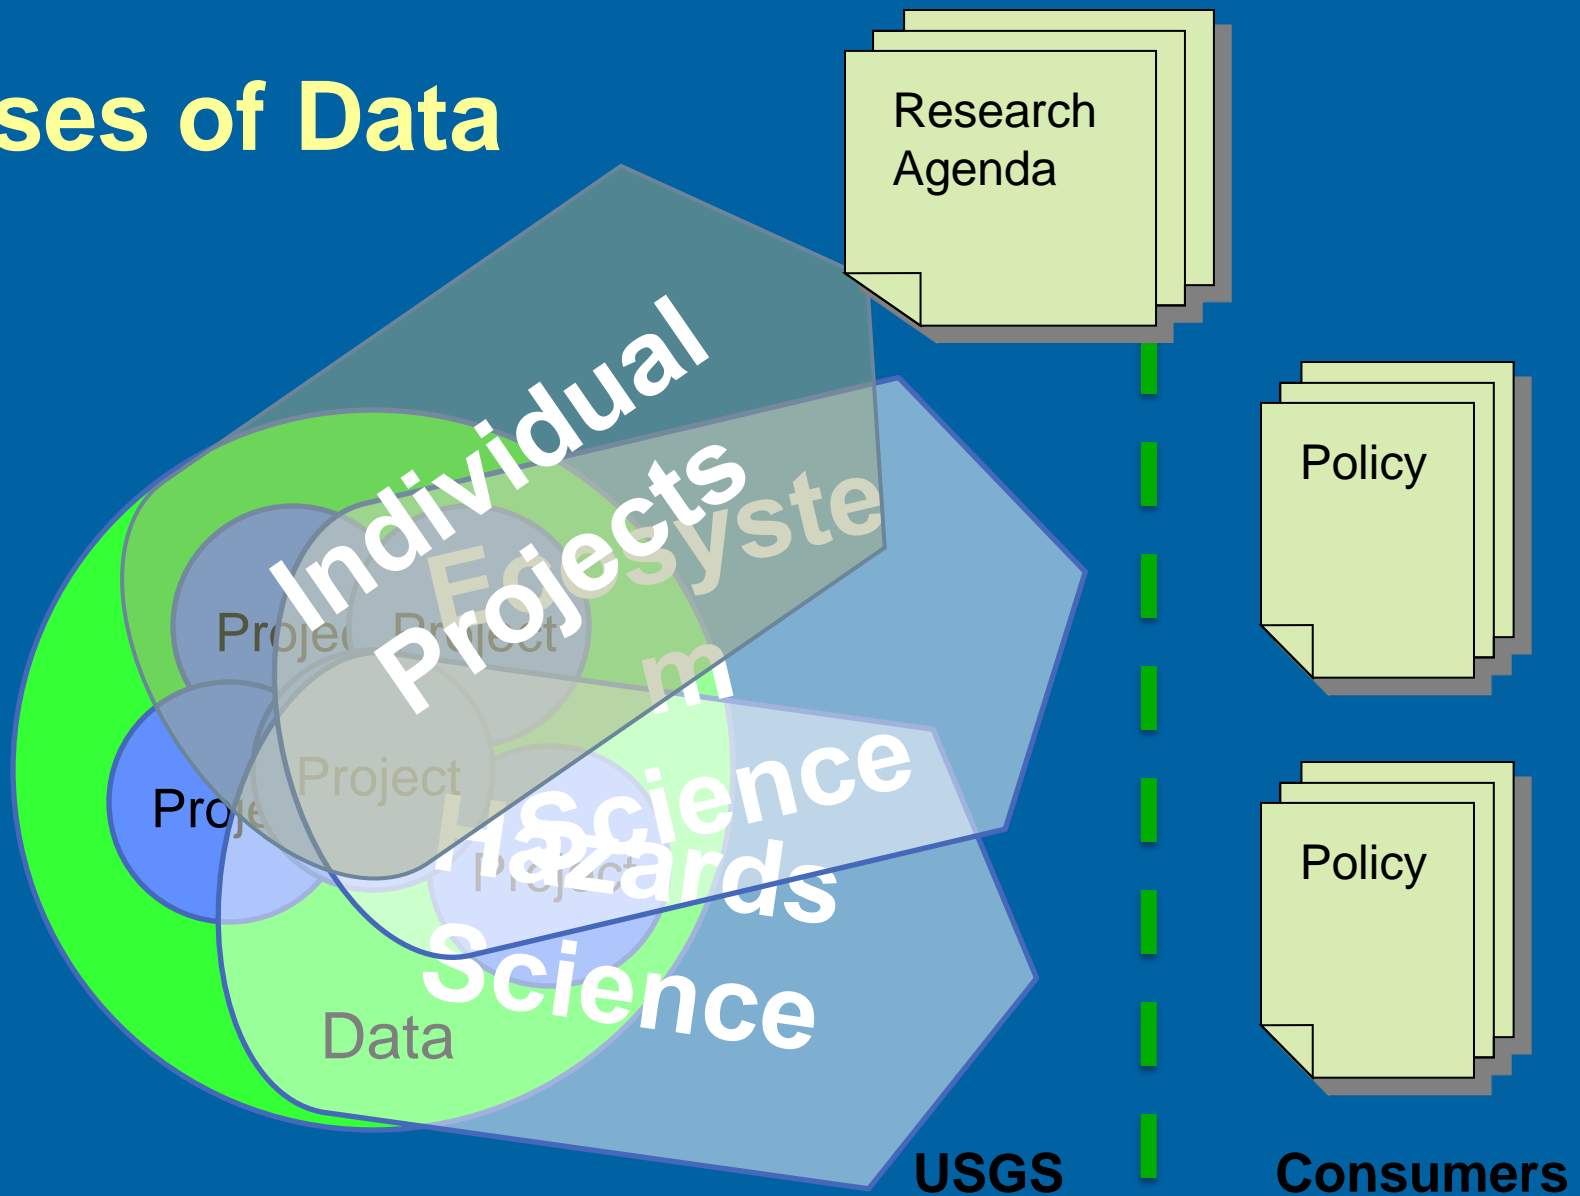 ses of Data
Research
Agenda
Individual
Projects
Ecosyste
m
Science
Policy
Project
Project
Project
Hazards
Science
Policy
Project
Data
USGS
Consumers